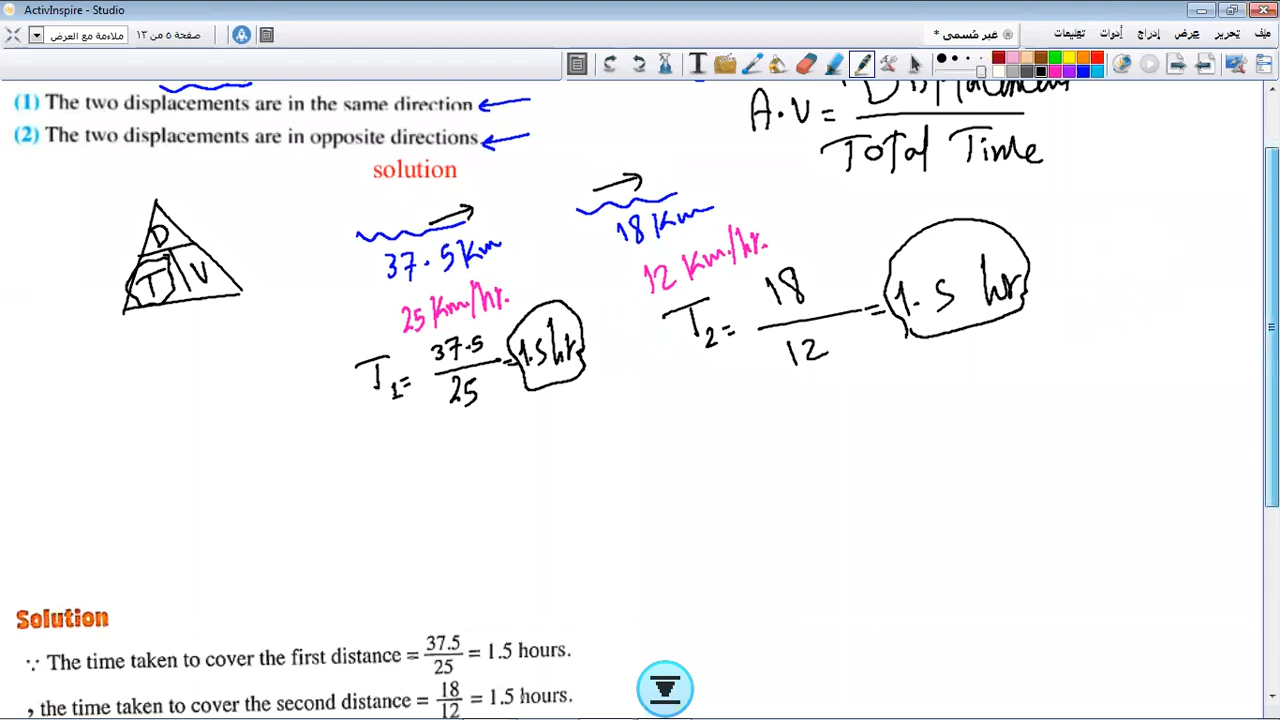 ActivInspire - Studio
ملف تحرير عرض إدراج أدوات تعليمات
غير مُسمى *
صفحة ٥ من ١٣
ملاءمة مع العرض
(1) The two displacements are in the same direction
(2) The two displacements are in opposite directions
A.V = Displacement / Total Time
solution
D
T V
37.5 Km
18 Km
25 Km/hr.
12 Km/hr.
T1 = 37.5 / 25 = 1.5 hr
T2 = 18 / 12 = 1.5 hr
Solution
∵ The time taken to cover the first distance = 37.5 / 25 = 1.5 hours.
, the time taken to cover the second distance = 18 / 12 = 1.5 hours.